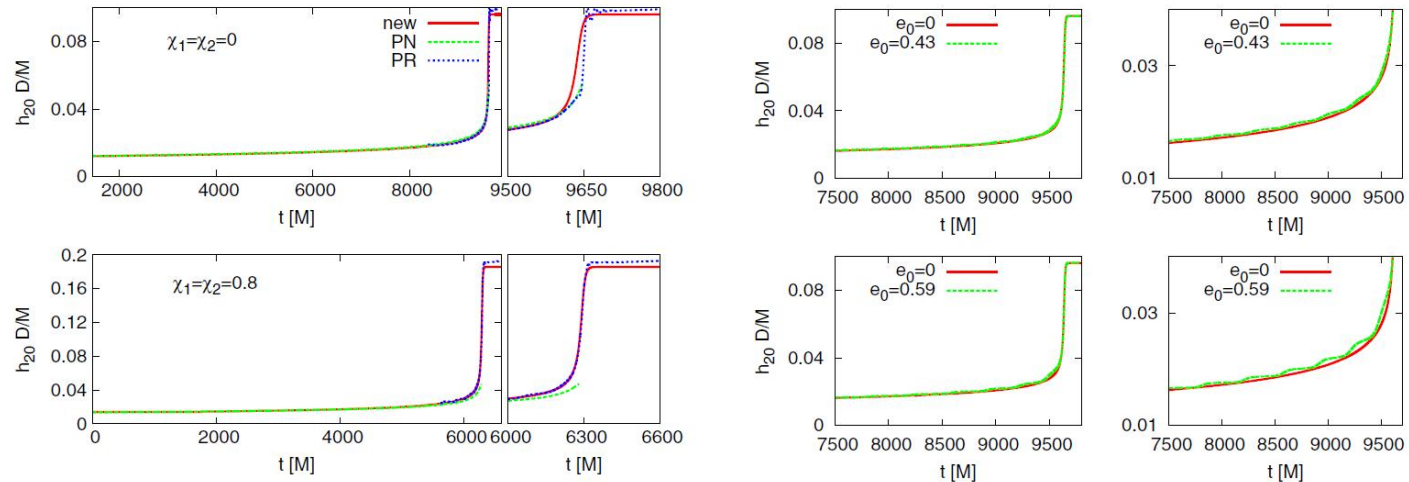 new
PN
PR
χ₁=χ₂=0
h₂₀ D/M
0.08
0.04
0
2000 4000 6000 8000 9500 9650 9800
t [M] t [M]
χ₁=χ₂=0.8
h₂₀ D/M
0.2
0.16
0.12
0.08
0.04
0
0 2000 4000 6000 6000 6300 6600
t [M] t [M]
e₀=0
e₀=0.43
h₂₀ D/M
0.08
0.04
0
7500 8000 8500 9000 9500
t [M]
e₀=0
e₀=0.43
0.03
0.01
7500 8000 8500 9000 9500
t [M]
e₀=0
e₀=0.59
h₂₀ D/M
0.08
0.04
0
7500 8000 8500 9000 9500
t [M]
e₀=0
e₀=0.59
0.03
0.01
7500 8000 8500 9000 9500
t [M]